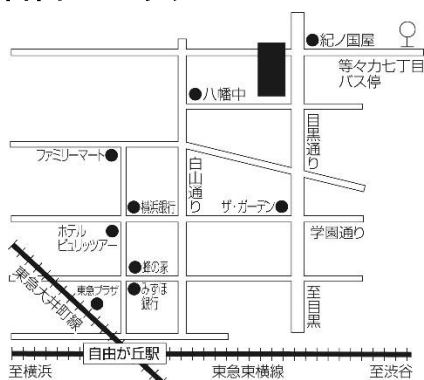 ●紀ノ国屋
等々力七丁目
バス停
●八幡中
目黒通り
ファミリーマート●
白山通り
●横浜銀行
ザ・ガーデン●
ホテル
ピュリッツアー●
学園通り
●蜂の家
東急大井町線
東急プラザ
●みずほ
銀行
至目黒
自由が丘駅
至横浜
東急東横線
至渋谷